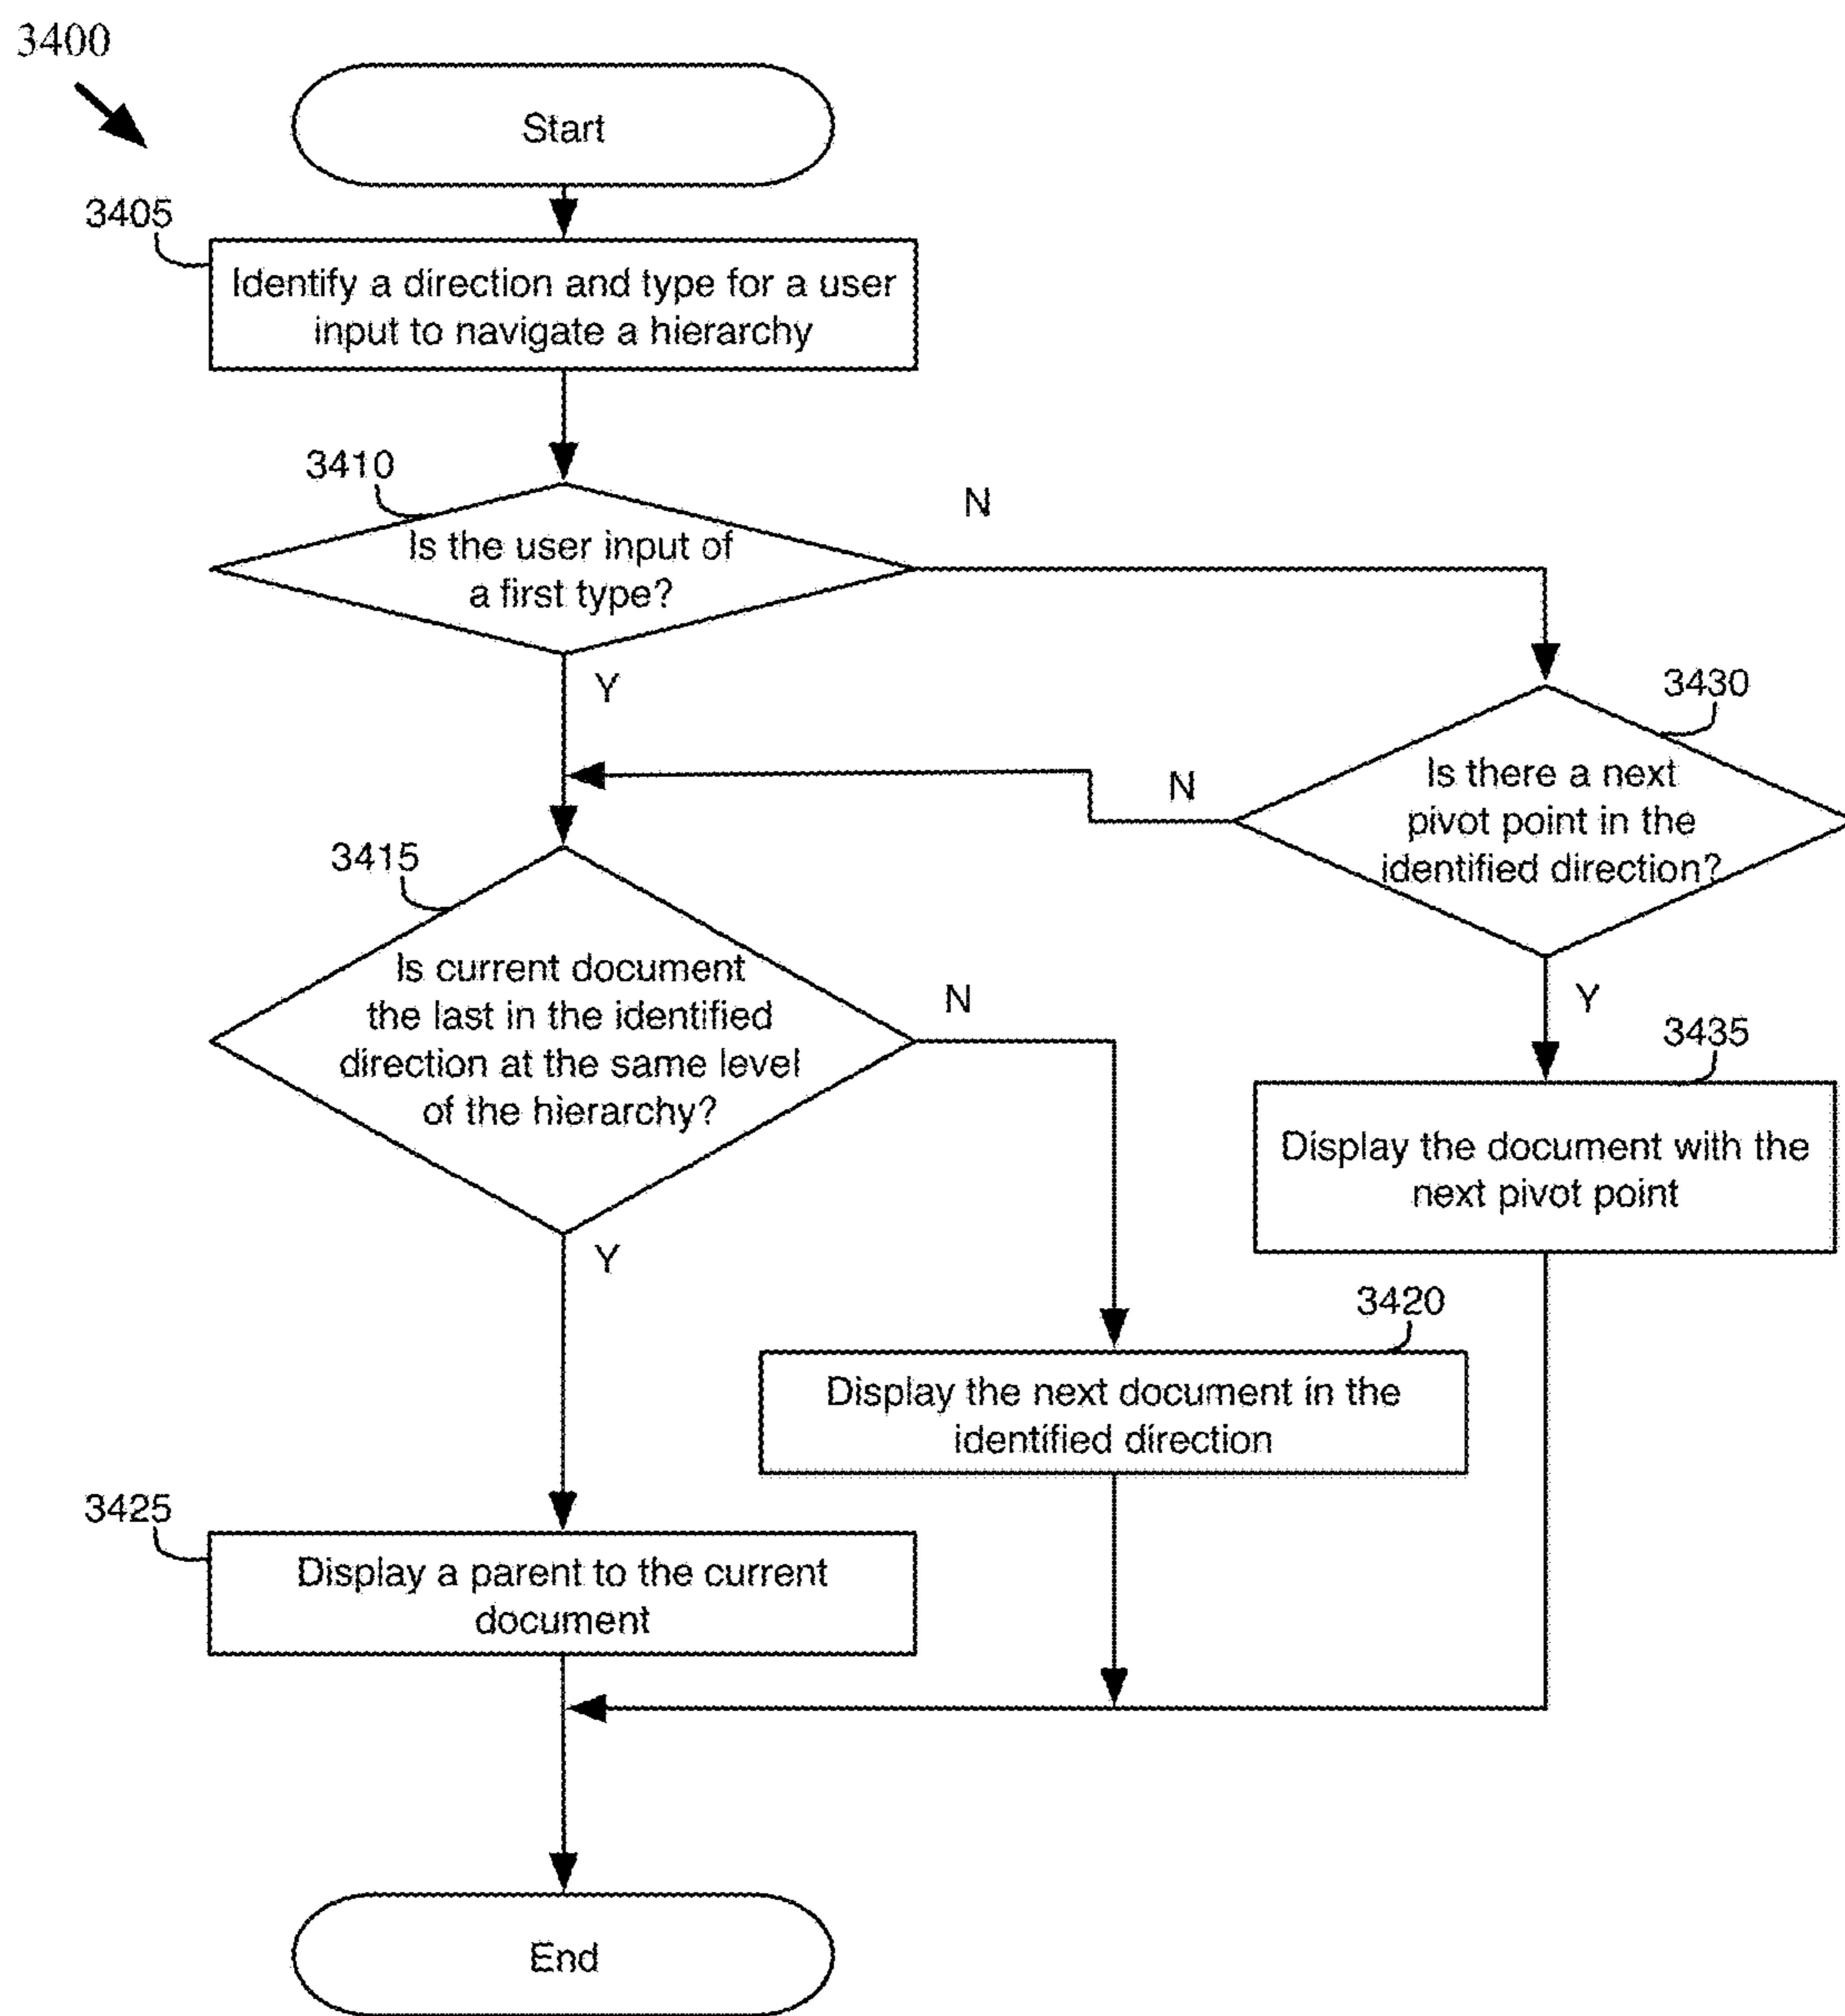 3400
Start
3405
Identify a direction and type for a user
input to navigate a hierarchy
3410
N
Is the user input of
a first type?
Y
3430
N
Is there a next
pivot point in the
identified direction?
3415
Is current document
the last in the identified
direction at the same level
of the hierarchy?
N
Y
3435
Display the document with the
next pivot point
Y
3420
Display the next document in the
identified direction
3425
Display a parent to the current
document
End